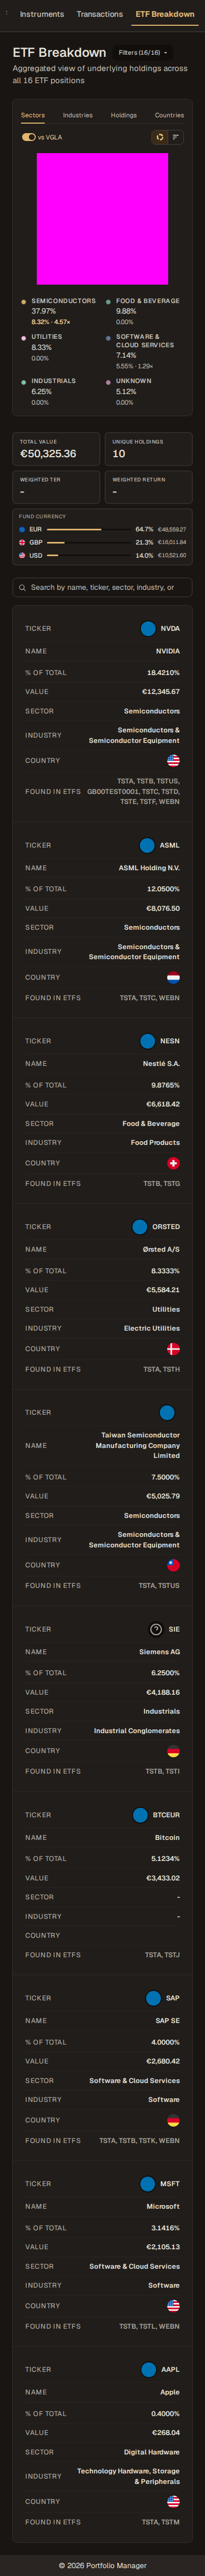 Instruments Transactions ETF Breakdown
ETF Breakdown Filters (16/16)
Aggregated view of underlying holdings across
all 16 ETF positions
Sectors Industries Holdings Countries
vs VGLA
SEMICONDUCTORS
37.97%
8.32% · 4.57×
FOOD & BEVERAGE
9.88%
0.00%
UTILITIES
8.33%
0.00%
SOFTWARE &
CLOUD SERVICES
7.14%
5.55% · 1.29×
INDUSTRIALS
6.25%
0.00%
UNKNOWN
5.12%
0.00%
TOTAL VALUE
€50,325.36
UNIQUE HOLDINGS
10
WEIGHTED TER
-
WEIGHTED RETURN
-
FUND CURRENCY
EUR 64.7% €48,559.27
GBP 21.3% €16,011.84
USD 14.0% €10,521.60
Search by name, ticker, sector, industry, or
TICKER NVDA
NAME NVIDIA
% OF TOTAL 18.4210%
VALUE €12,345.67
SECTOR Semiconductors
INDUSTRY Semiconductors &
Semiconductor Equipment
COUNTRY
FOUND IN ETFS TSTA, TSTB, TSTUS,
GB00TEST0001, TSTC, TSTD,
TSTE, TSTF, WEBN
TICKER ASML
NAME ASML Holding N.V.
% OF TOTAL 12.0500%
VALUE €8,076.50
SECTOR Semiconductors
INDUSTRY Semiconductors &
Semiconductor Equipment
COUNTRY
FOUND IN ETFS TSTA, TSTC, WEBN
TICKER NESN
NAME Nestlé S.A.
% OF TOTAL 9.8765%
VALUE €6,618.42
SECTOR Food & Beverage
INDUSTRY Food Products
COUNTRY
FOUND IN ETFS TSTB, TSTG
TICKER ORSTED
NAME Ørsted A/S
% OF TOTAL 8.3333%
VALUE €5,584.21
SECTOR Utilities
INDUSTRY Electric Utilities
COUNTRY
FOUND IN ETFS TSTA, TSTH
TICKER
NAME Taiwan Semiconductor
Manufacturing Company
Limited
% OF TOTAL 7.5000%
VALUE €5,025.79
SECTOR Semiconductors
INDUSTRY Semiconductors &
Semiconductor Equipment
COUNTRY
FOUND IN ETFS TSTA, TSTUS
TICKER SIE
NAME Siemens AG
% OF TOTAL 6.2500%
VALUE €4,188.16
SECTOR Industrials
INDUSTRY Industrial Conglomerates
COUNTRY
FOUND IN ETFS TSTB, TSTI
TICKER BTCEUR
NAME Bitcoin
% OF TOTAL 5.1234%
VALUE €3,433.02
SECTOR -
INDUSTRY -
COUNTRY
FOUND IN ETFS TSTA, TSTJ
TICKER SAP
NAME SAP SE
% OF TOTAL 4.0000%
VALUE €2,680.42
SECTOR Software & Cloud Services
INDUSTRY Software
COUNTRY
FOUND IN ETFS TSTA, TSTB, TSTK, WEBN
TICKER MSFT
NAME Microsoft
% OF TOTAL 3.1416%
VALUE €2,105.13
SECTOR Software & Cloud Services
INDUSTRY Software
COUNTRY
FOUND IN ETFS TSTB, TSTL, WEBN
TICKER AAPL
NAME Apple
% OF TOTAL 0.4000%
VALUE €268.04
SECTOR Digital Hardware
INDUSTRY Technology Hardware, Storage
& Peripherals
COUNTRY
FOUND IN ETFS TSTA, TSTM
© 2026 Portfolio Manager